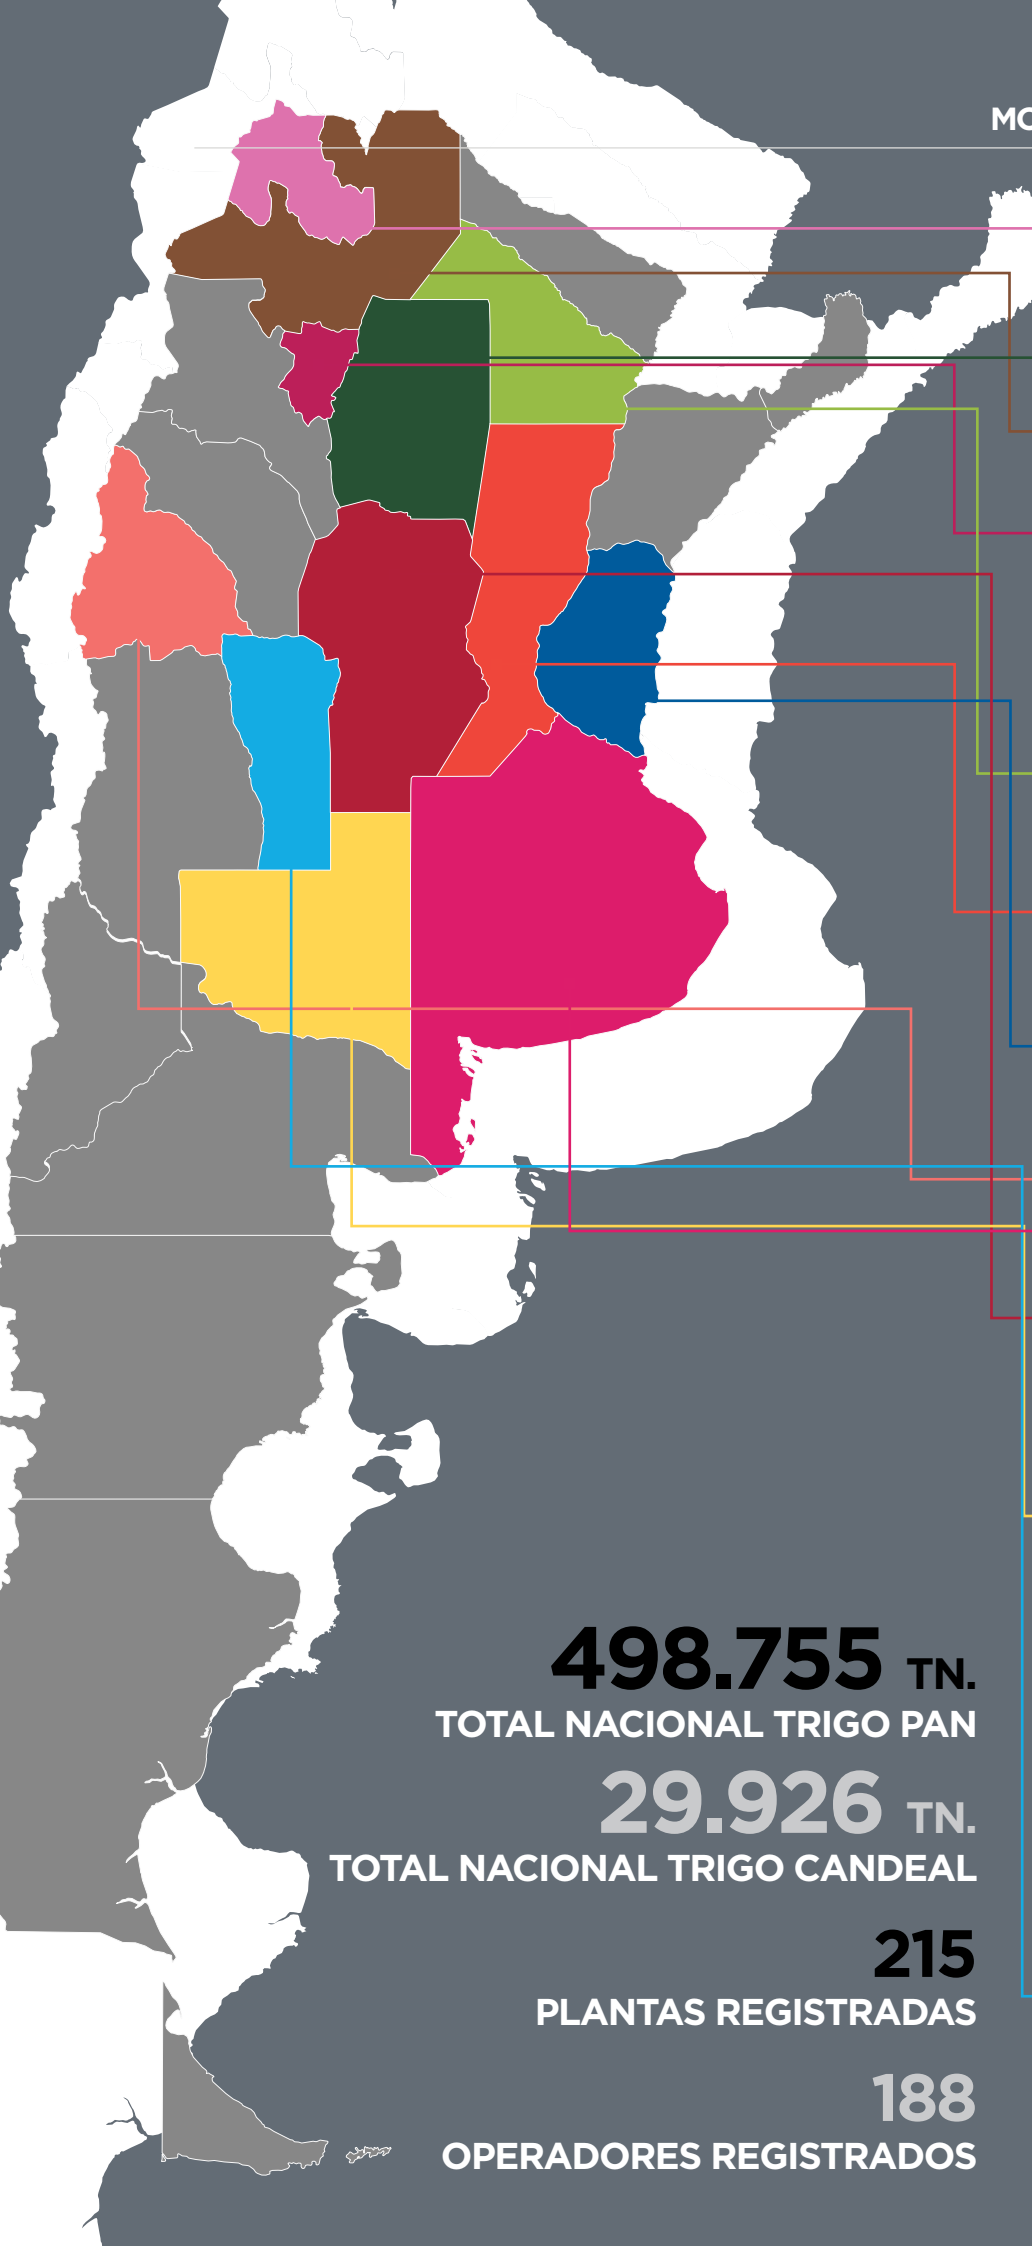 MO
498.755 TN.
TOTAL NACIONAL TRIGO PAN
29.926 TN.
TOTAL NACIONAL TRIGO CANDEAL
215
PLANTAS REGISTRADAS
188
OPERADORES REGISTRADOS